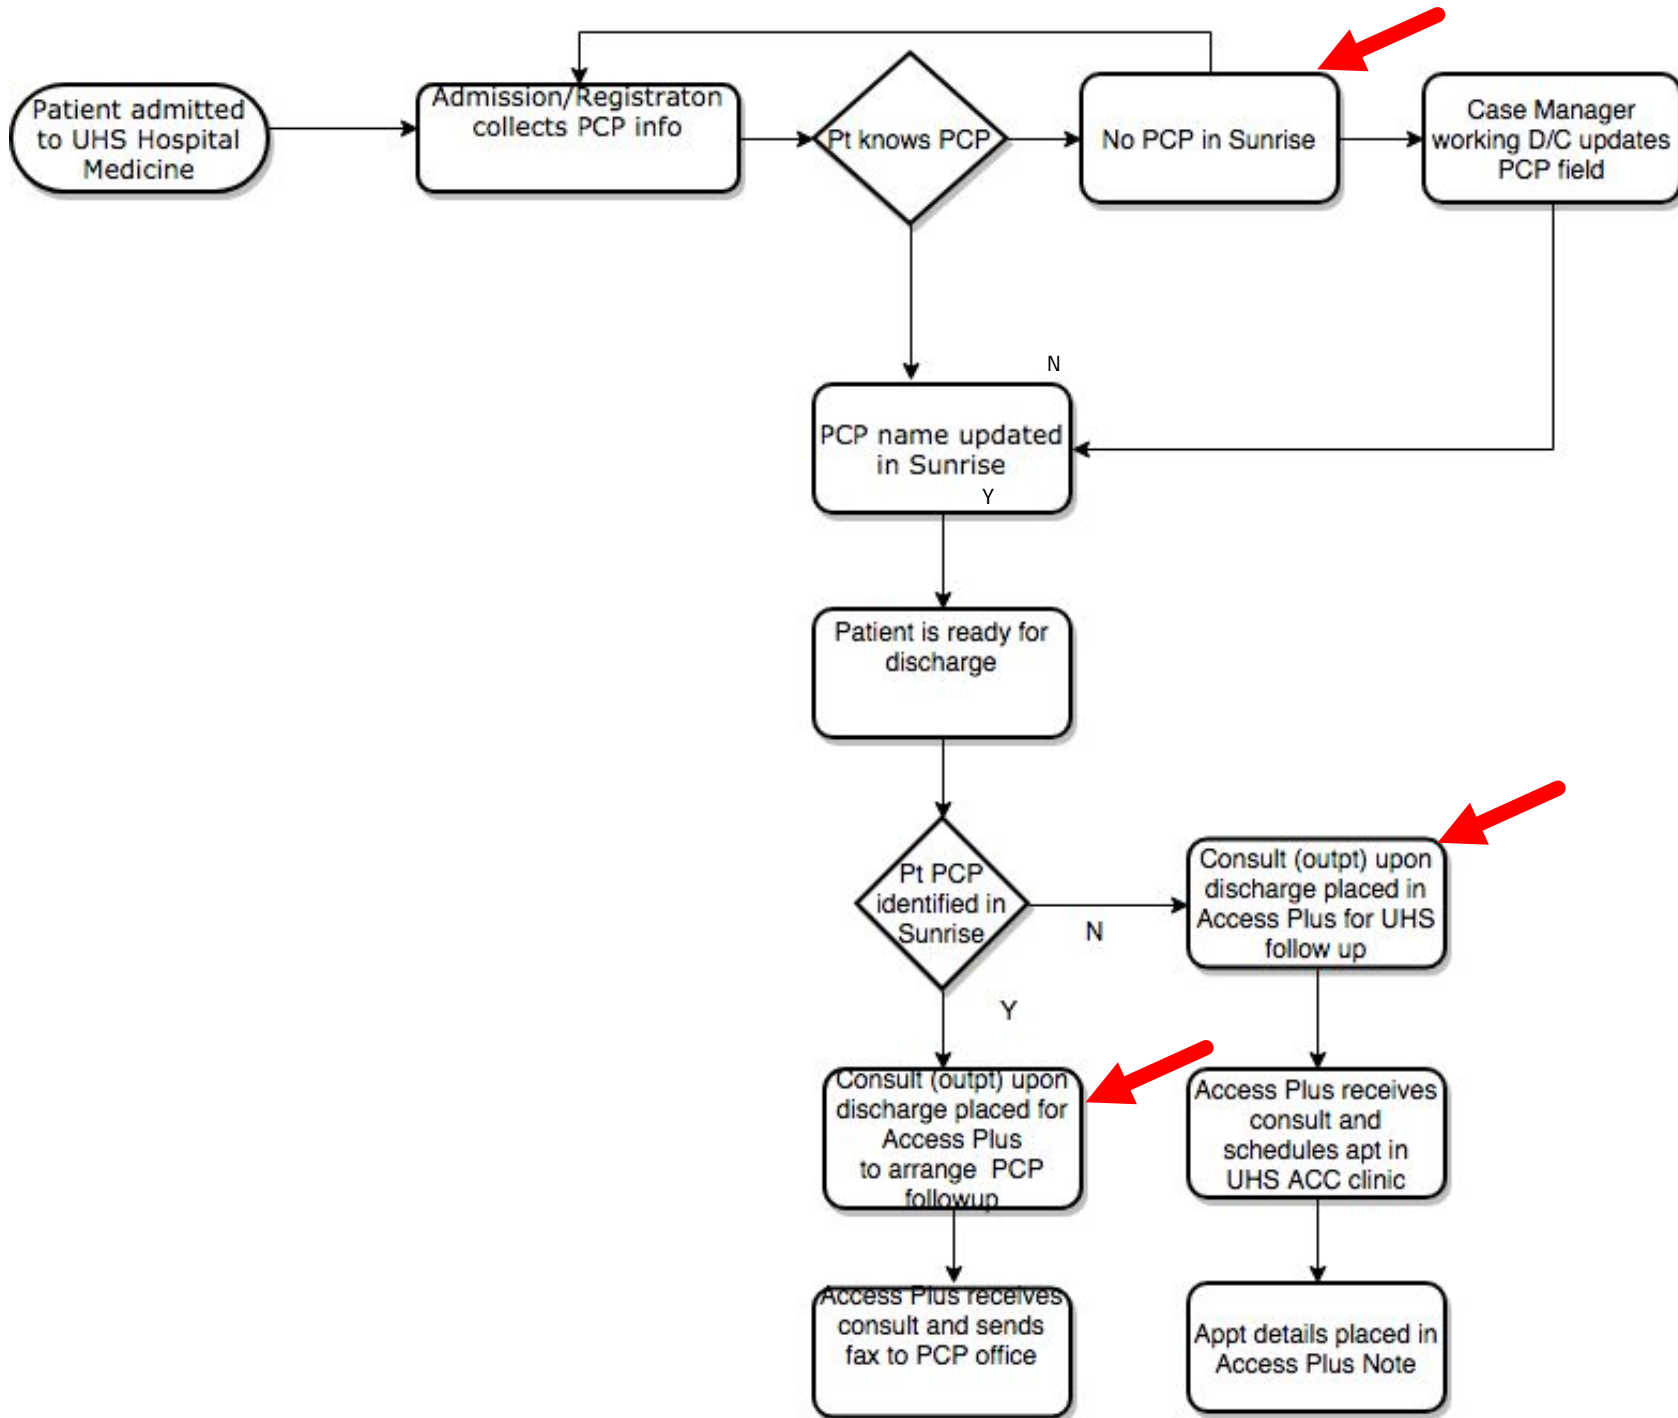 Patient admitted
to UHS Hospital
Medicine
Admission/Registraton
collects PCP info
Pt knows PCP
No PCP in Sunrise
Case Manager
working D/C updates
PCP field
N
PCP name updated
in Sunrise
Y
Patient is ready for
discharge
Pt PCP
identified in
Sunrise
N
Y
Consult (outpt) upon
discharge placed in
Access Plus for UHS
follow up
Consult (outpt) upon
discharge placed for
Access Plus
to arrange PCP
followup
Access Plus receives
consult and
schedules apt in
UHS ACC clinic
Access Plus receives
consult and sends
fax to PCP office
Appt details placed in
Access Plus Note